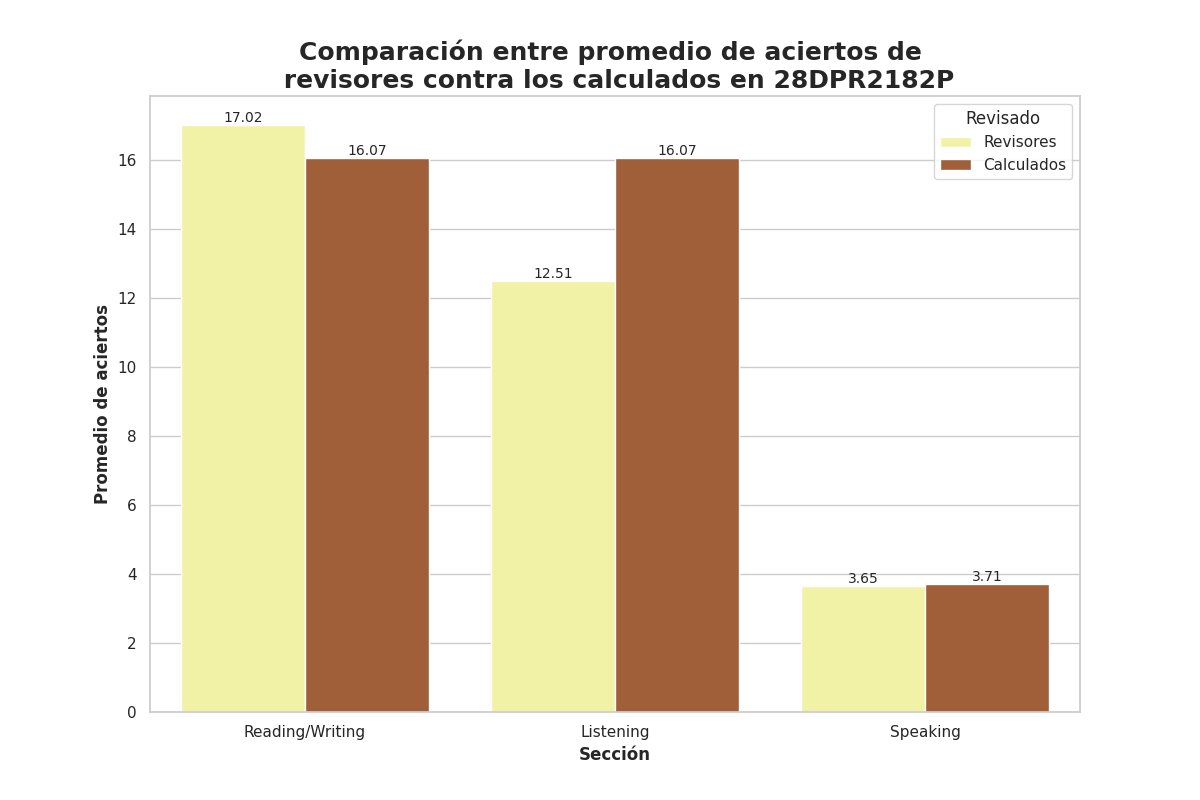 Comparación entre promedio de aciertos de
revisores contra los calculados en 28DPR2182P
Revisado
Revisores
Calculados
17.02
16.07
12.51
16.07
3.65
3.71
Promedio de aciertos
16
14
12
10
8
6
4
2
0
Reading/Writing
Listening
Speaking
Sección